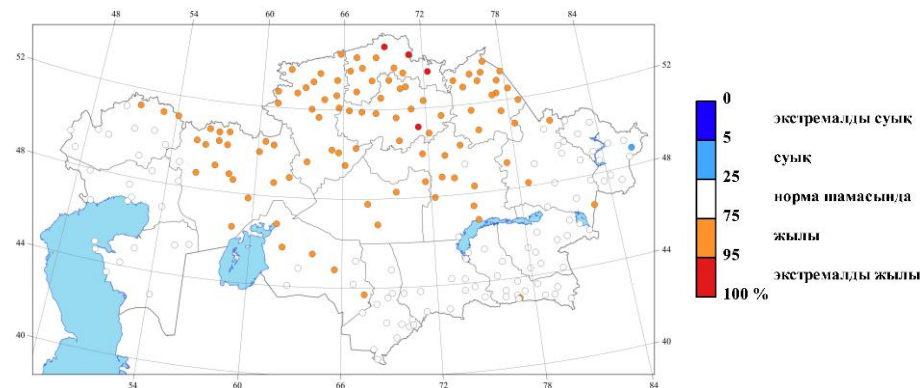 48 54 60 66 72 78 84
52 52
48 48
44 44
40 40
54 60 66 72 78 84
0
экстремалды суық
5
суық
25
норма шамасында
75
жылы
95
экстремалды жылы
100 %